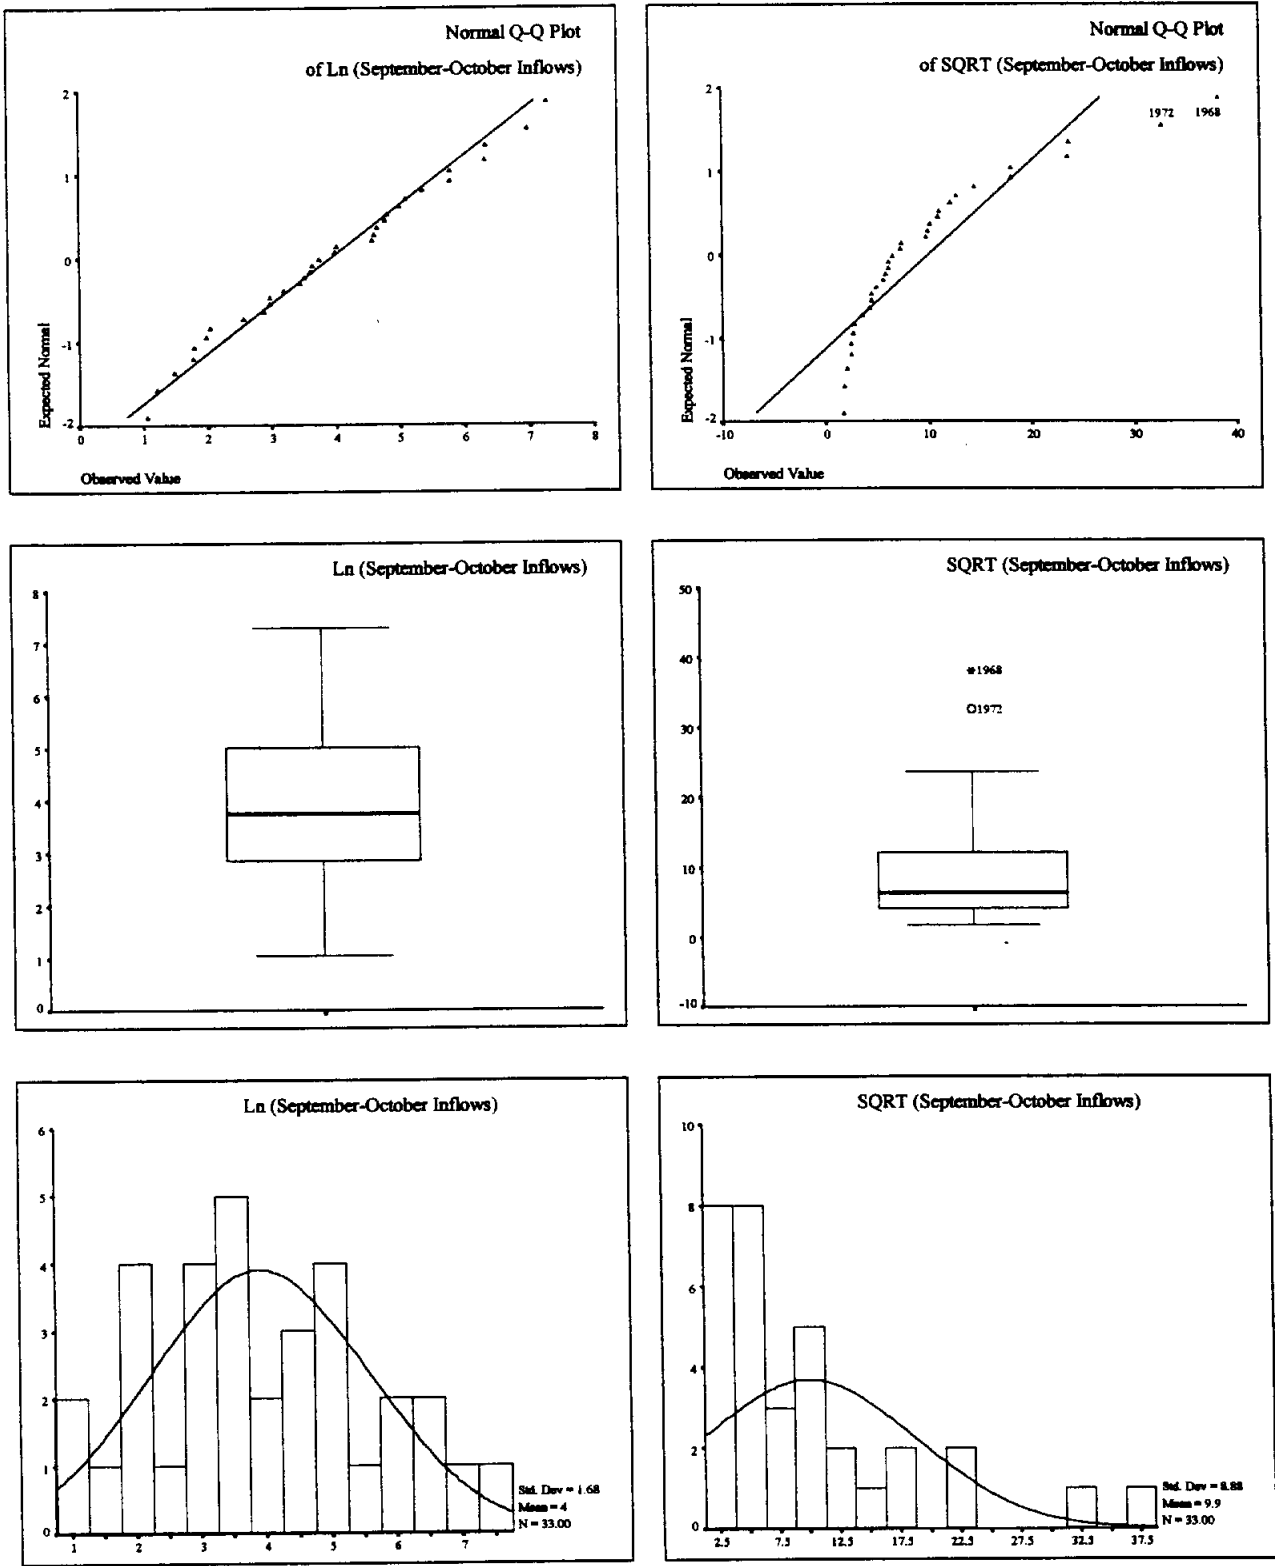 Normal Q-Q Plot
of Ln (September-October Inflows)
2
1
0
-1
-2
Expected Normal
0 1 2 3 4 5 6 7 8
Observed Value
Normal Q-Q Plot
of SQRT (September-October Inflows)
2
1972 1968
1
0
-1
-2
Expected Normal
-10 0 10 20 30 40
Observed Value
Ln (September-October Inflows)
8
7
6
5
4
3
2
1
0
SQRT (September-October Inflows)
50
40
1968
1972
30
20
10
0
-10
Ln (September-October Inflows)
6
5
4
3
2
1
0
Std. Dev = 1.68
Mean = 4
N = 33.00
1 2 3 4 5 6 7
SQRT (September-October Inflows)
10
8
6
4
2
0
Std. Dev = 8.88
Mean = 9.9
N = 33.00
2.5 7.5 12.5 17.5 22.5 27.5 32.5 37.5